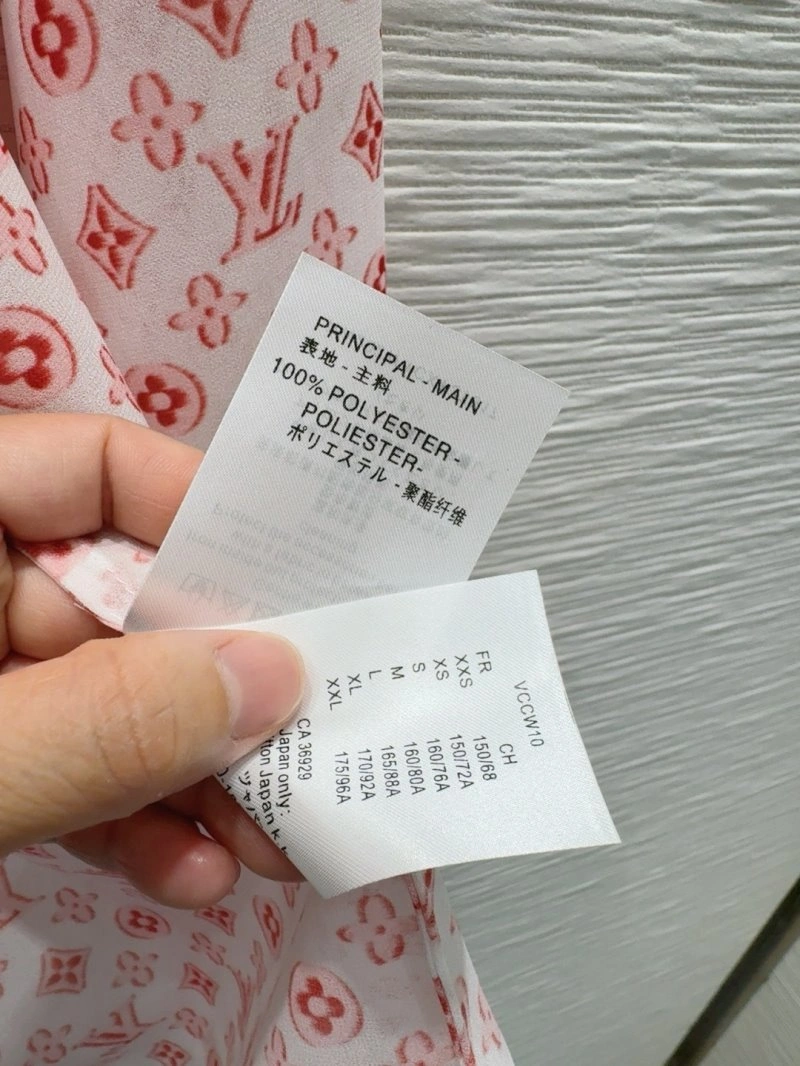 LV
PRINCIPAL - MAIN
表地 - 主料
100% POLYESTER -
POLIESTER-
ポリエステル - 聚酯纤维
VCCW10
FR CH
XXS 150/68
XS 150/72A
S 160/76A
M 160/80A
L 165/88A
XL 170/92A
XXL 175/96A
CA 36929
Japan only:
Japan